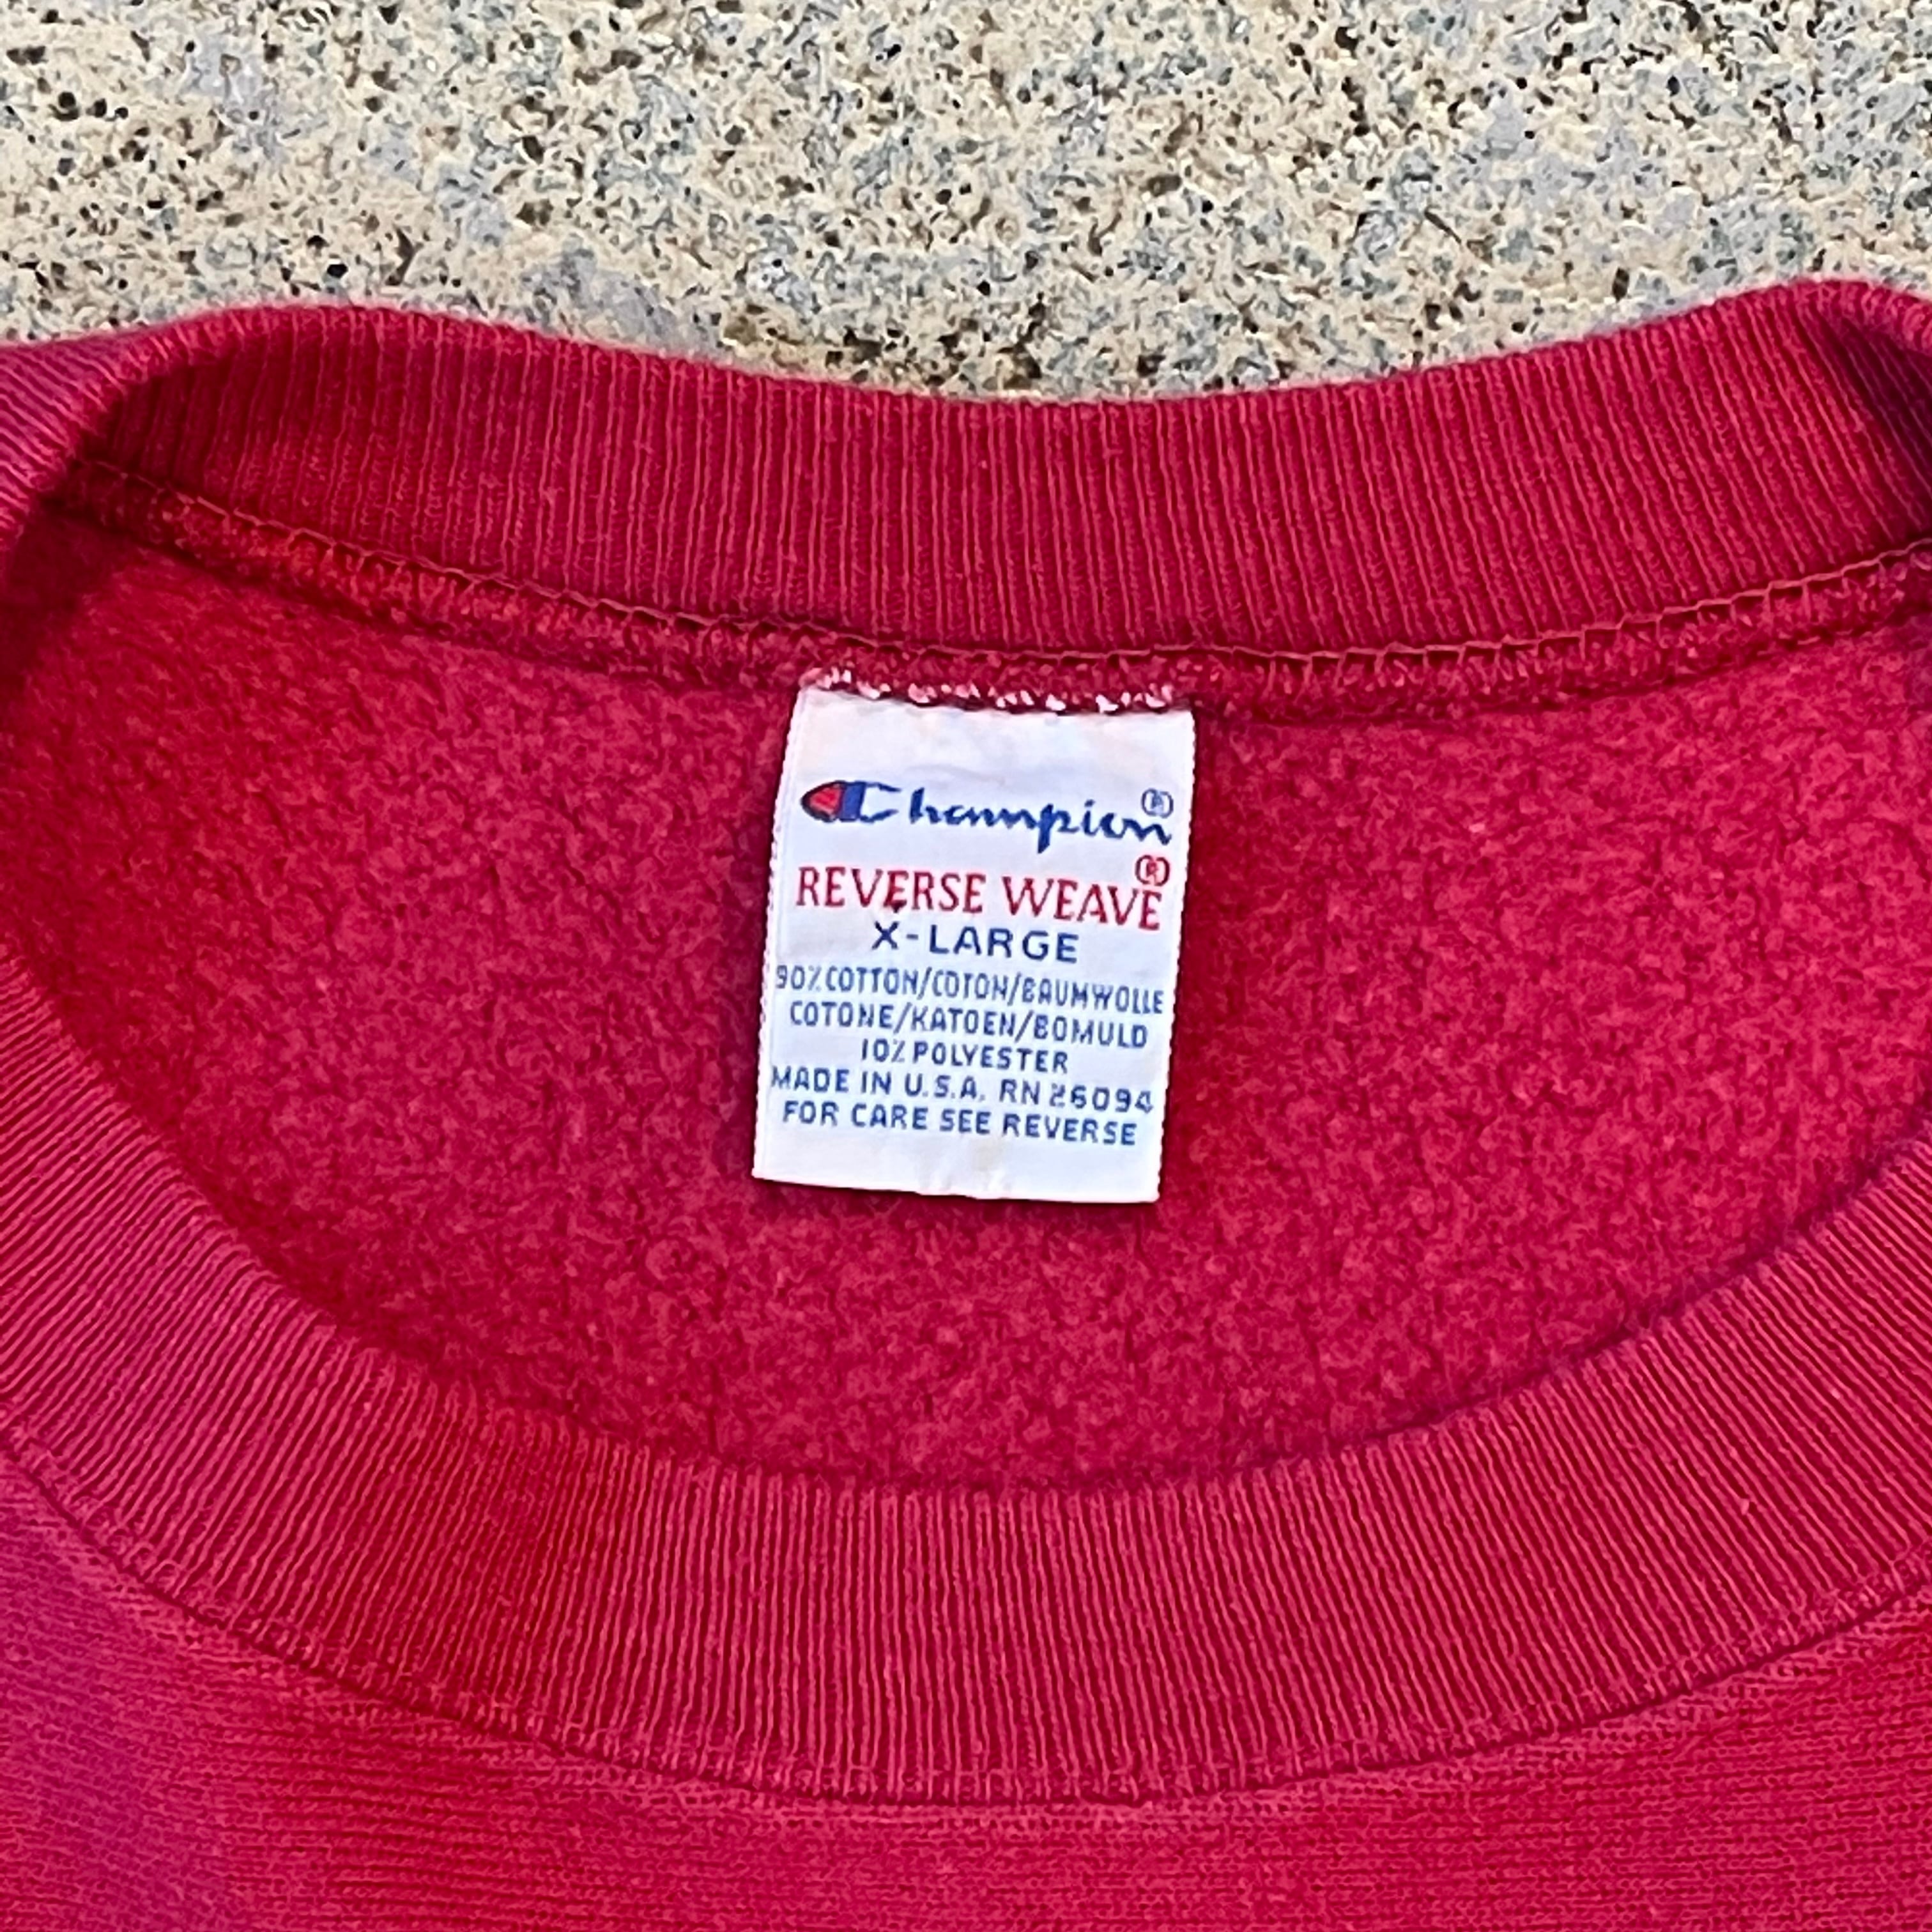 Champion®
REVERSE WEAVE®
X-LARGE
90% COTTON/COTON/BAUMWOLLE
COTONE/KATOEN/BOMULD
10% POLYESTER
MADE IN U.S.A. RN 26094
FOR CARE SEE REVERSE